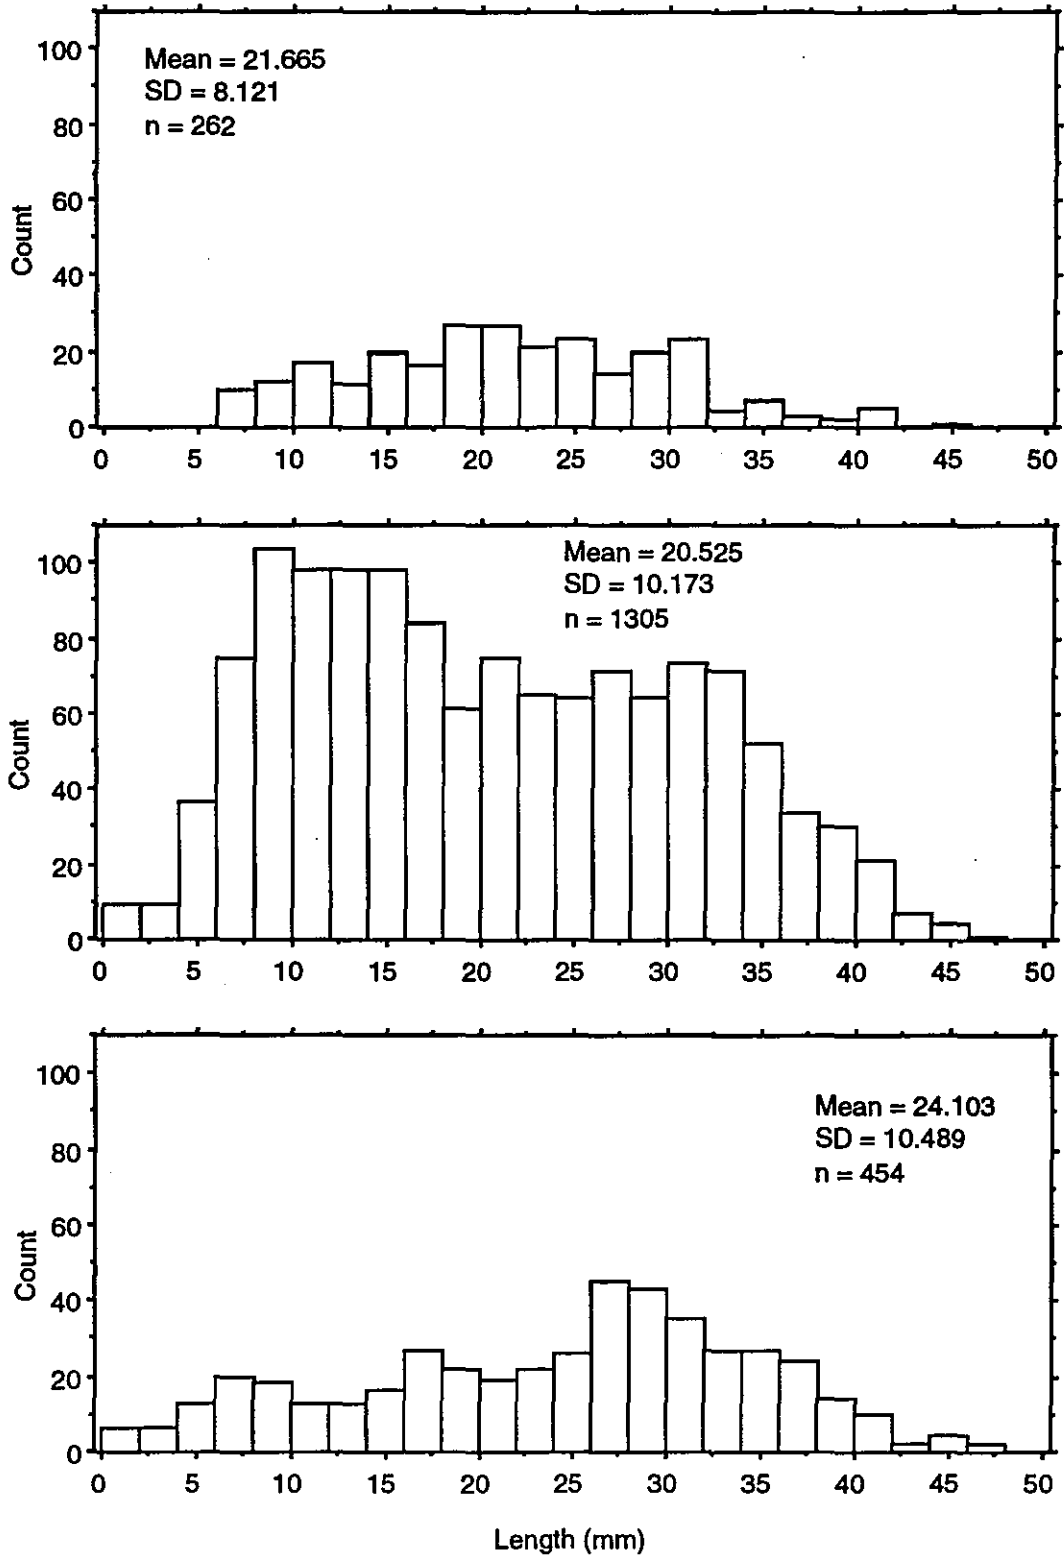 Mean = 21.665
SD = 8.121
n = 262
100
80
60
40
20
0
Count
0 5 10 15 20 25 30 35 40 45 50
Mean = 20.525
SD = 10.173
n = 1305
100
80
60
40
20
0
Count
0 5 10 15 20 25 30 35 40 45 50
Mean = 24.103
SD = 10.489
n = 454
100
80
60
40
20
0
Count
0 5 10 15 20 25 30 35 40 45 50
Length (mm)